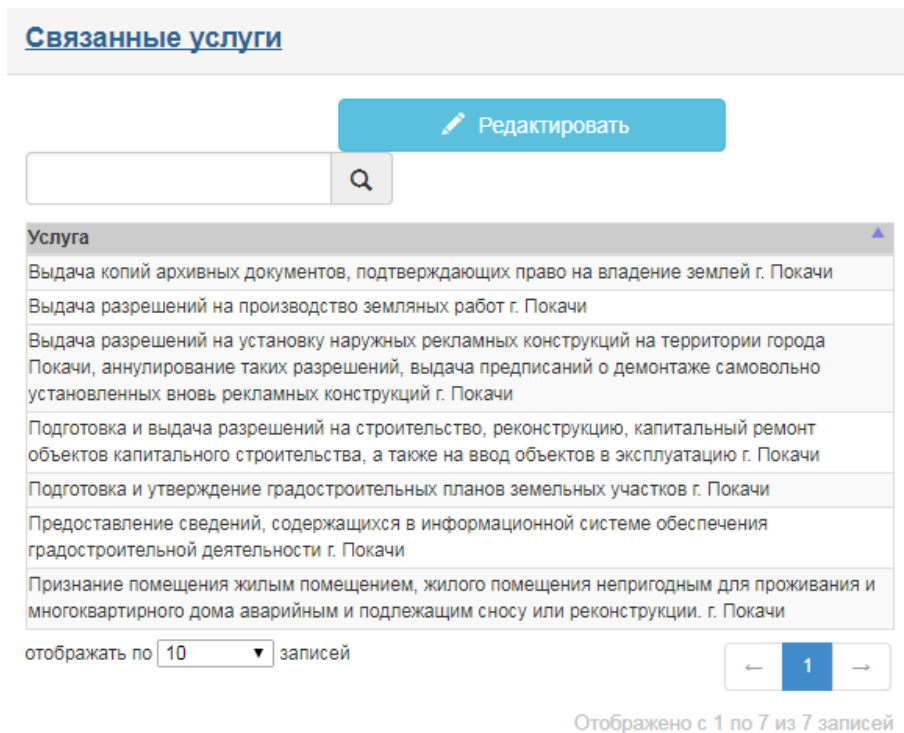 Связанные услуги
Редактировать
Услуга
Выдача копий архивных документов, подтверждающих право на владение землей г. Покачи
Выдача разрешений на производство земляных работ г. Покачи
Выдача разрешений на установку наружных рекламных конструкций на территории города
Покачи, аннулирование таких разрешений, выдача предписаний о демонтаже самовольно
установленных вновь рекламных конструкций г. Покачи
Подготовка и выдача разрешений на строительство, реконструкцию, капитальный ремонт
объектов капитального строительства, а также на ввод объектов в эксплуатацию г. Покачи
Подготовка и утверждение градостроительных планов земельных участков г. Покачи
Предоставление сведений, содержащихся в информационной системе обеспечения
градостроительной деятельности г. Покачи
Признание помещения жилым помещением, жилого помещения непригодным для проживания и
многоквартирного дома аварийным и подлежащим сносу или реконструкции. г. Покачи
отображать по 10 записей
← 1 →
Отображено с 1 по 7 из 7 записей